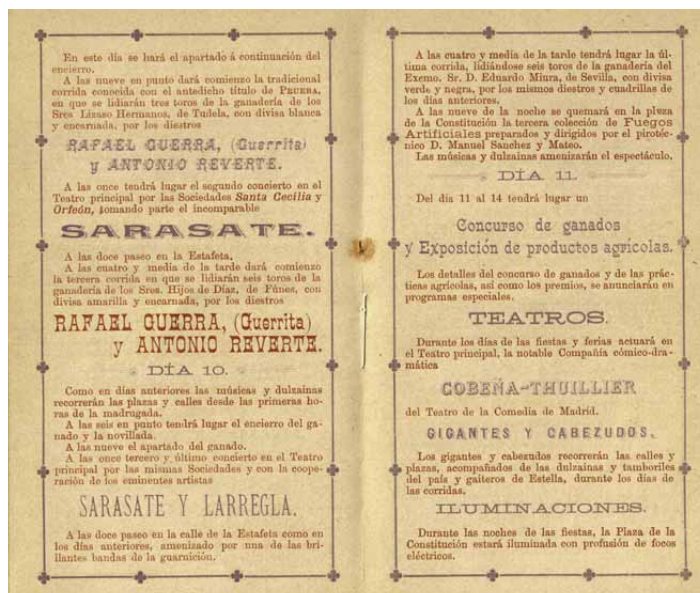 En este día se hará el apartado á continuación del
encierro.
A las nueve en punto dará comienzo la tradicional
corrida conocida con el antedicho título de PRUEBA,
en que se lidiarán tres toros de la ganadería de los
Sres Lizaso Hermanos, de Tudela, con divisa blanca
y encarnada, por los diestros
RAFAEL GUERRA, (Guerrita)
y ANTONIO REVERTE.
A las once tendrá lugar el segundo concierto en el
Teatro principal por las Sociedades Santa Cecilia y
Orfeón, tomando parte el incomparable
SARASATE.
A las doce paseo en la Estafeta.
A las cuatro y media de la tarde dará comienzo
la tercera corrida en que se lidiarán seis toros de la
ganadería de los Sres. Hijos de Díaz, de Fúnes, con
divisa amarilla y encarnada, por los diestros
RAFAEL GUERRA, (Guerrita)
y ANTONIO REVERTE.
DÍA 10.
Como en días anteriores las músicas y dulzainas
recorrerán las plazas y calles desde las primeras ho-
ras de la madrugada.
A las seis en punto tendrá lugar el encierro del ga-
nado y la novillada.
A las nueve el apartado del ganado.
A las once tercero y último concierto en el Teatro
principal por las mismas Sociedades y con la coope-
ración de los eminentes artistas
SARASATE Y LARREGLA.
A las doce paseo en la calle de la Estafeta como en
los días anteriores, amenizado por una de las bri-
llantes bandas de la guarnición.
A las cuatro y media de la tarde tendrá lugar la úl-
tima corrida, lidiándose seis toros de la ganadería del
Excmo. Sr. D. Eduardo Miura, de Sevilla, con divisa
verde y negra, por los mismos diestros y cuadrillas de
los días anteriores.
A las nueve de la noche se quemará en la plaza
de la Constitución la tercera colección de Fuegos
Artificiales preparados y dirigidos por el pirotéc-
nico D. Manuel Sanchez y Mateo.
Las músicas y dulzainas amenizarán el espectáculo.
DÍA 11.
Del día 11 al 14 tendrá lugar un
Concurso de ganados
y Exposición de productos agrícolas.
Los detalles del concurso de ganados y de las prác-
ticas agrícolas, así como los premios, se anunciarán en
programas especiales.
TEATROS.
Durante los días de las fiestas y ferias actuará en
el Teatro principal, la notable Compañía cómico-dra-
mática
COBEÑA-THUILLIER
del Teatro de la Comedia de Madrid.
GIGANTES Y CABEZUDOS.
Los gigantes y cabezudos recorrerán las calles y
plazas, acompañados de las dulzainas y tamboriles
del país y gaiteros de Estella, durante los días de
las corridas.
ILUMINACIONES.
Durante las noches de las fiestas, la Plaza de la
Constitución estará iluminada con profusión de focos
eléctricos.